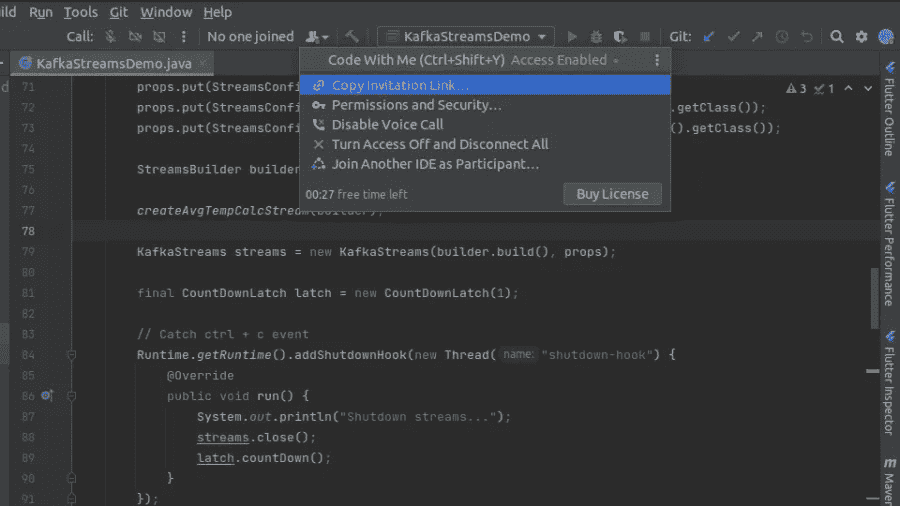 ild Run Tools Git Window Help
Call: No one joined KafkaStreamsDemo Git:
Code With Me (Ctrl+Shift+Y) Access Enabled
KafkaStreamsDemo.java
Copy Invitation Link...
Permissions and Security...
Disable Voice Call
Turn Access Off and Disconnect All
Join Another IDE as Participant...
00:27 free time left Buy License
71 props.put(StreamsConfi
3 1
72 props.put(StreamsConfi .getClass());
73 props.put(StreamsConfi ().getClass());
74
75 StreamsBuilder builder
76
77 createAvgTempCalcStream(builder);
78
79 KafkaStreams streams = new KafkaStreams(builder.build(), props);
80
81 final CountDownLatch latch = new CountDownLatch(1);
82
83 // Catch ctrl + c event
84 Runtime.getRuntime().addShutdownHook(new Thread( name: "shutdown-hook") {
85 @Override
86 public void run() {
87 System.out.println("Shutdown streams...");
88 streams.close();
89 latch.countDown();
90 }
91 });
Flutter Outline
Flutter Performance
Flutter Inspector
m Maven